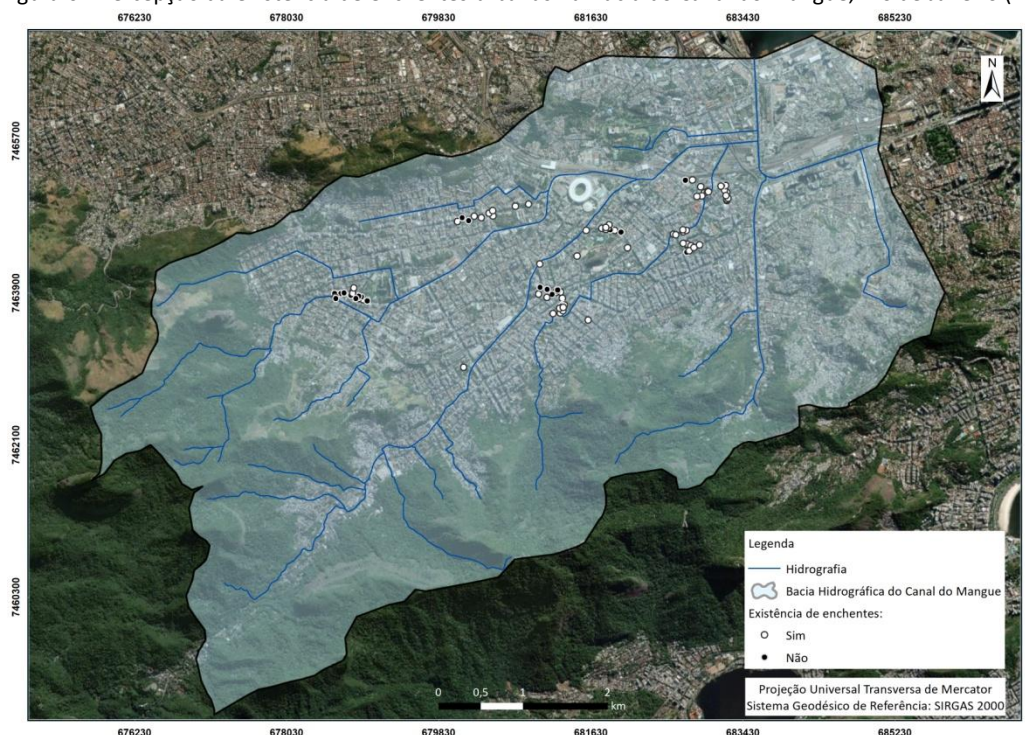 676230 678030 679830 681630 683430 685230
N
7465700
7463900
7462100
7460300
Legenda
Hidrografia
Bacia Hidrográfica do Canal do Mangue
Existência de enchentes:
Sim
Não
Projeção Universal Transversa de Mercator
Sistema Geodésico de Referência: SIRGAS 2000
0 0,5 1 2
km
676230 678030 679830 681630 683430 685230